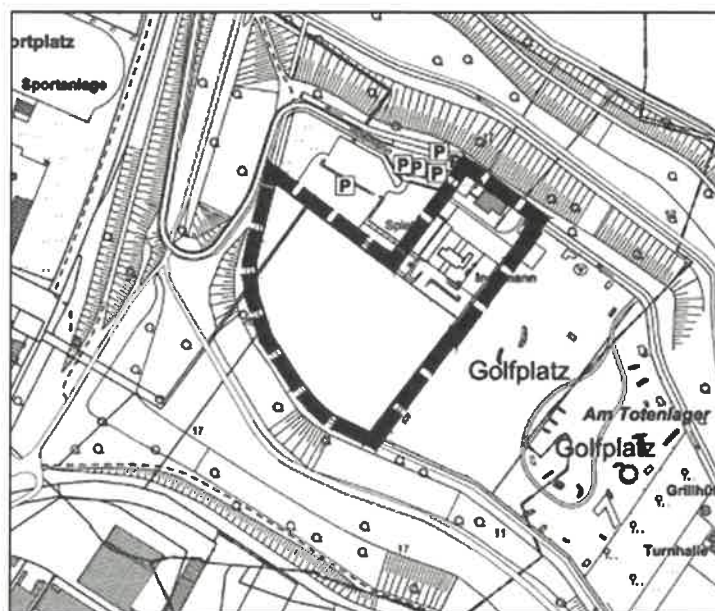 ortplatz
Sportanlage
P
P
P
P
P
Golfplatz
Am Totenlager
Golfplatz
17
11
17
Turnhalle